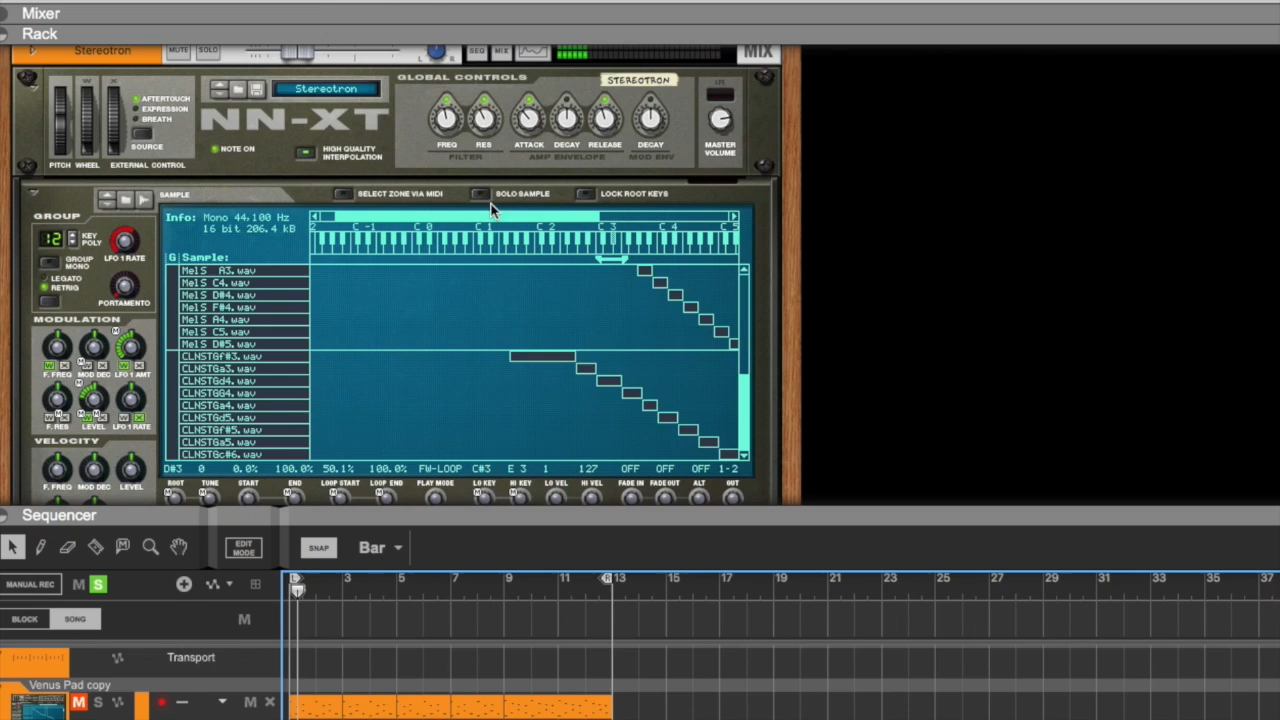 Mixer
Rack
Stereotron MUTE SOLO L R SEQ MIX MIX
W X AFTERTOUCH EXPRESSION BREATH SOURCE
PITCH WHEEL EXTERNAL CONTROL
Stereotron
NN-XT
NOTE ON HIGH QUALITY INTERPOLATION
GLOBAL CONTROLS STEREOTRON
FREQ RES ATTACK DECAY RELEASE DECAY MASTER VOLUME
FILTER AMP ENVELOPE MOD ENV
SAMPLE SELECT ZONE VIA MIDI SOLO SAMPLE LOCK ROOT KEYS
GROUP
12 KEY POLY LFO 1 RATE
GROUP MONO
LEGATO
RETRIG
PORTAMENTO
MODULATION
F. FREQ MOD DEC LFO 1 AMT
F. RES LEVEL LFO 1 RATE
VELOCITY
F. FREQ MOD DEC LEVEL
Info: Mono 44,100 Hz
16 bit 206.4 kB
2 C -1 C 0 C 1 C 2 C 3 C 4 C 5
G Sample:
MelS A3.wav
MelS C4.wav
MelS D#4.wav
MelS F#4.wav
MelS A4.wav
MelS C5.wav
MelS D#5.wav
CLNSTGf#3.wav
CLNSTGa3.wav
CLNSTGd4.wav
CLNSTGG4.wav
CLNSTGa4.wav
CLNSTGd5.wav
CLNSTGf#5.wav
CLNSTGa5.wav
CLNSTGc#6.wav
D#3 0 0.0% 100.0% 50.1% 100.0% FW-LOOP C#3 E 3 1 127 OFF OFF OFF 1-2
ROOT TUNE START END LOOP START LOOP END PLAY MODE LO KEY HI KEY LO VEL HI VEL FADE IN FADE OUT ALT OUT
Sequencer
EDIT MODE SNAP Bar
MANUAL REC M S L 3 5 7 9 11 R 13 15 17 19 21 23 25 27 29 31 33 35 37
BLOCK SONG M
Transport
Venus Pad copy
M S M